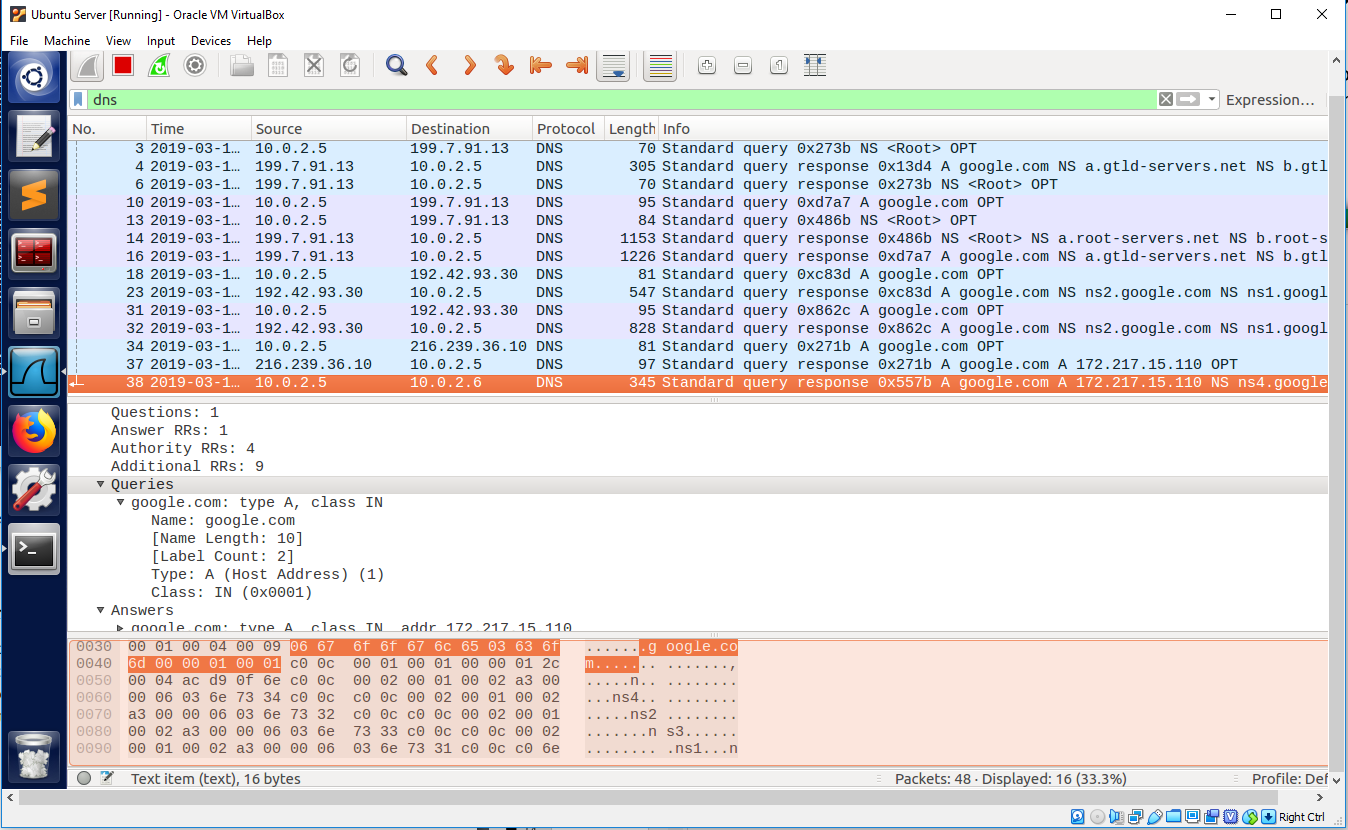 Ubuntu Server [Running] - Oracle VM VirtualBox
File Machine View Input Devices Help
dns Expression…
No. Time Source Destination Protocol Length Info
3 2019-03-1… 10.0.2.5 199.7.91.13 DNS 70 Standard query 0x273b NS <Root> OPT
4 2019-03-1… 199.7.91.13 10.0.2.5 DNS 305 Standard query response 0x13d4 A google.com NS a.gtld-servers.net NS b.gtl
6 2019-03-1… 199.7.91.13 10.0.2.5 DNS 70 Standard query response 0x273b NS <Root> OPT
10 2019-03-1… 10.0.2.5 199.7.91.13 DNS 95 Standard query 0xd7a7 A google.com OPT
13 2019-03-1… 10.0.2.5 199.7.91.13 DNS 84 Standard query 0x486b NS <Root> OPT
14 2019-03-1… 199.7.91.13 10.0.2.5 DNS 1153 Standard query response 0x486b NS <Root> NS a.root-servers.net NS b.root-s
16 2019-03-1… 199.7.91.13 10.0.2.5 DNS 1226 Standard query response 0xd7a7 A google.com NS a.gtld-servers.net NS b.gtl
18 2019-03-1… 10.0.2.5 192.42.93.30 DNS 81 Standard query 0xc83d A google.com OPT
23 2019-03-1… 192.42.93.30 10.0.2.5 DNS 547 Standard query response 0xc83d A google.com NS ns2.google.com NS ns1.googl
31 2019-03-1… 10.0.2.5 192.42.93.30 DNS 95 Standard query 0x862c A google.com OPT
32 2019-03-1… 192.42.93.30 10.0.2.5 DNS 828 Standard query response 0x862c A google.com NS ns2.google.com NS ns1.googl
34 2019-03-1… 10.0.2.5 216.239.36.10 DNS 81 Standard query 0x271b A google.com OPT
37 2019-03-1… 216.239.36.10 10.0.2.5 DNS 97 Standard query response 0x271b A google.com A 172.217.15.110 OPT
38 2019-03-1… 10.0.2.5 10.0.2.6 DNS 345 Standard query response 0x557b A google.com A 172.217.15.110 NS ns4.google
Questions: 1
Answer RRs: 1
Authority RRs: 4
Additional RRs: 9
Queries
google.com: type A, class IN
Name: google.com
[Name Length: 10]
[Label Count: 2]
Type: A (Host Address) (1)
Class: IN (0x0001)
Answers
google.com: type A, class IN, addr 172.217.15.110
0030 00 01 00 04 00 09 06 67 6f 6f 67 6c 65 03 63 6f .......g oogle.co
0040 6d 00 00 01 00 01 c0 0c 00 01 00 01 00 00 01 2c m....... .......,
0050 00 04 ac d9 0f 6e c0 0c 00 02 00 01 00 02 a3 00 .....n.. ........
0060 00 06 03 6e 73 34 c0 0c c0 0c 00 02 00 01 00 02 ...ns4.. ........
0070 a3 00 00 06 03 6e 73 32 c0 0c c0 0c 00 02 00 01 .....ns2 ........
0080 00 02 a3 00 00 06 03 6e 73 33 c0 0c c0 0c 00 02 .......n s3......
0090 00 01 00 02 a3 00 00 06 03 6e 73 31 c0 0c c0 6e ........ .ns1...n
Text item (text), 16 bytes Packets: 48 · Displayed: 16 (33.3%) Profile: Def
Right Ctrl